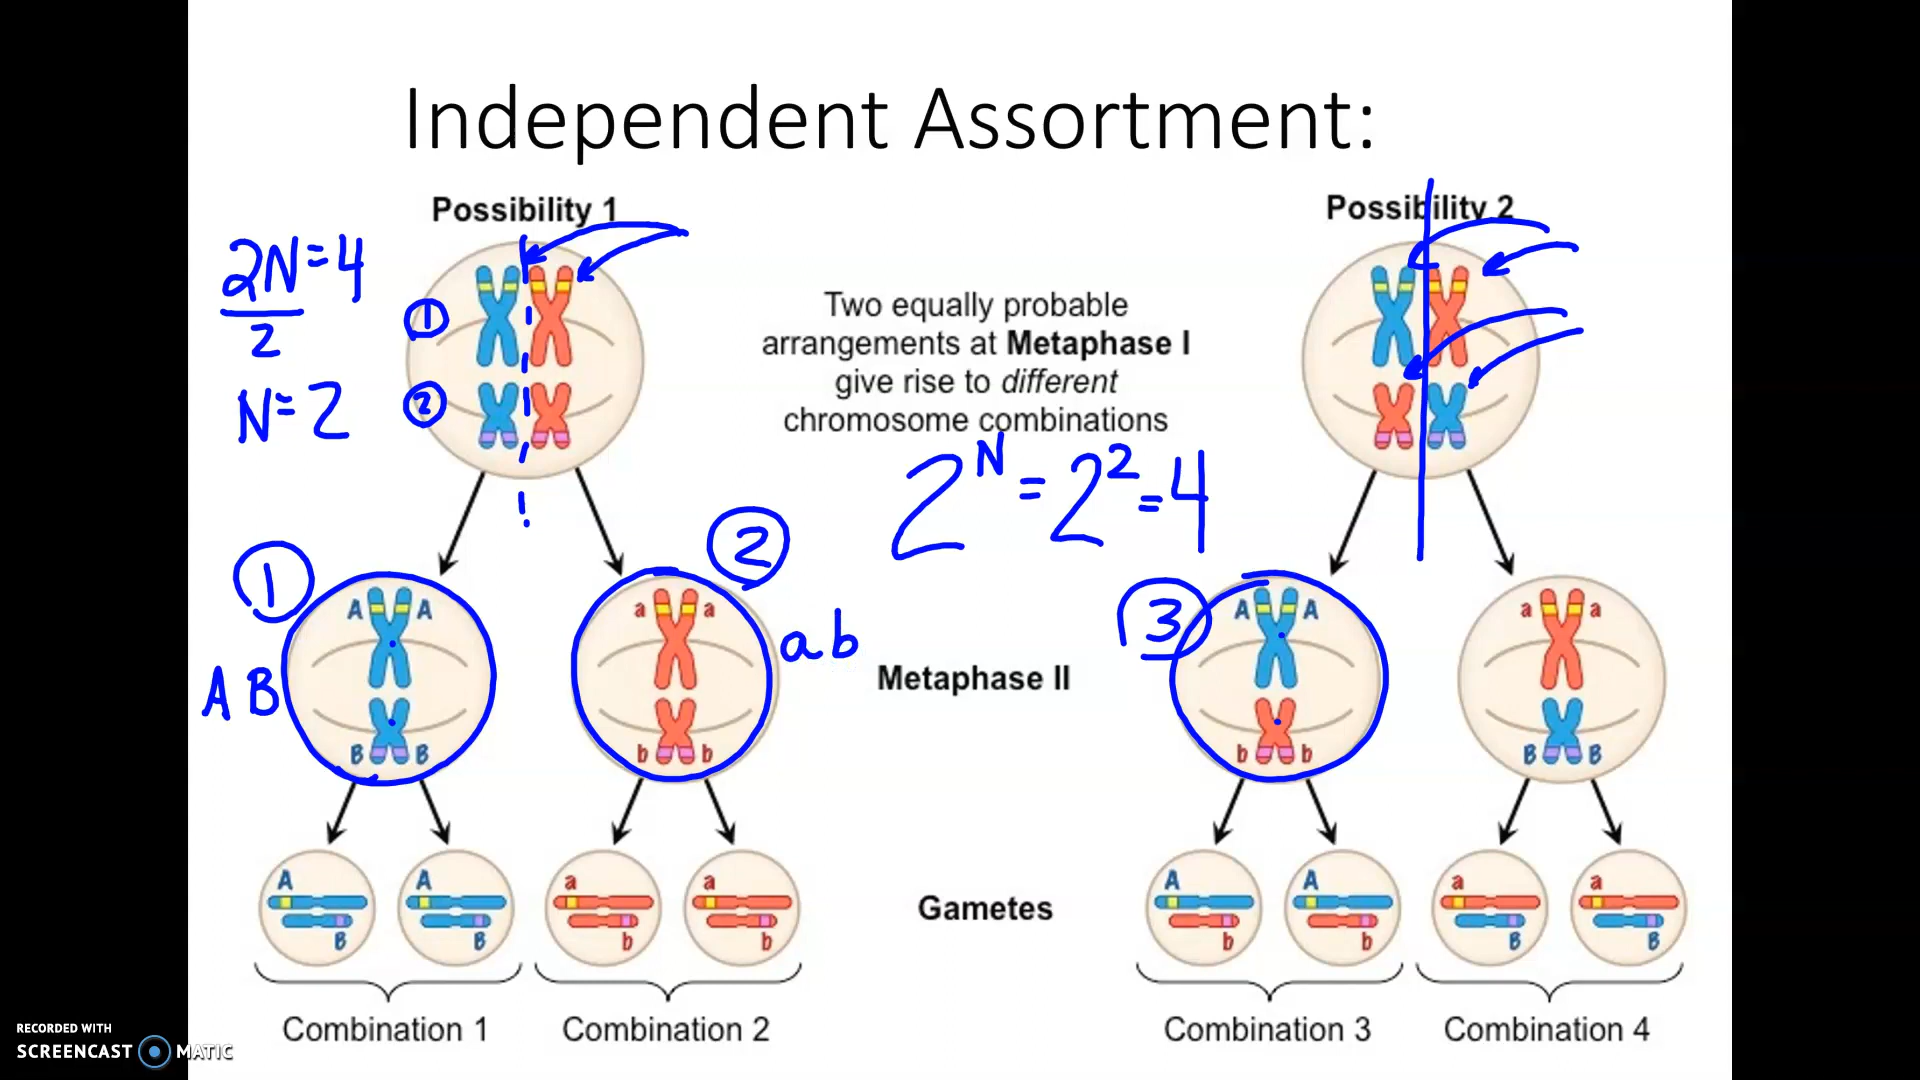 Independent Assortment:
Possibility 1
Possibility 2
2N=4
2
N=2
1
2
Two equally probable
arrangements at Metaphase I
give rise to different
chromosome combinations
2^N = 2^2 = 4
1
2
3
A A
a a
A A
a a
A B
ab
Metaphase II
B B
b b
b b
B B
A A a a
Gametes
A A a a
B B b b
b b B B
Combination 1
Combination 2
Combination 3
Combination 4
RECORDED WITH
SCREENCAST MATIC